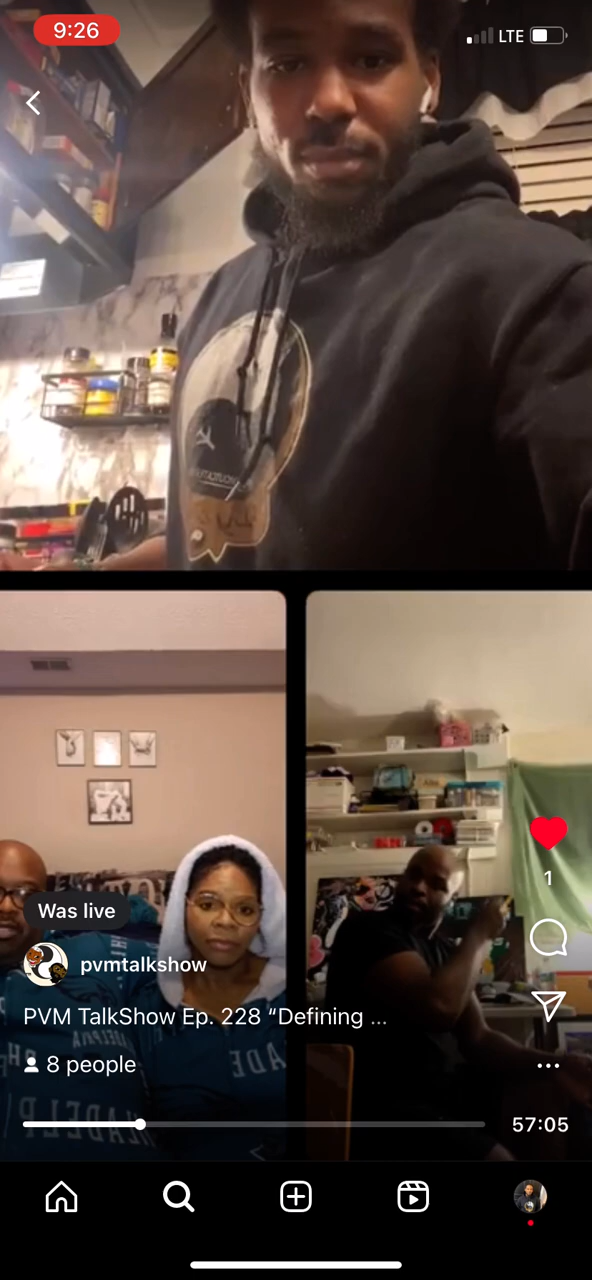 9:26
LTE
Was live
pvmtalkshow
PVM TalkShow Ep. 228 “Defining ...
8 people
57:05
1